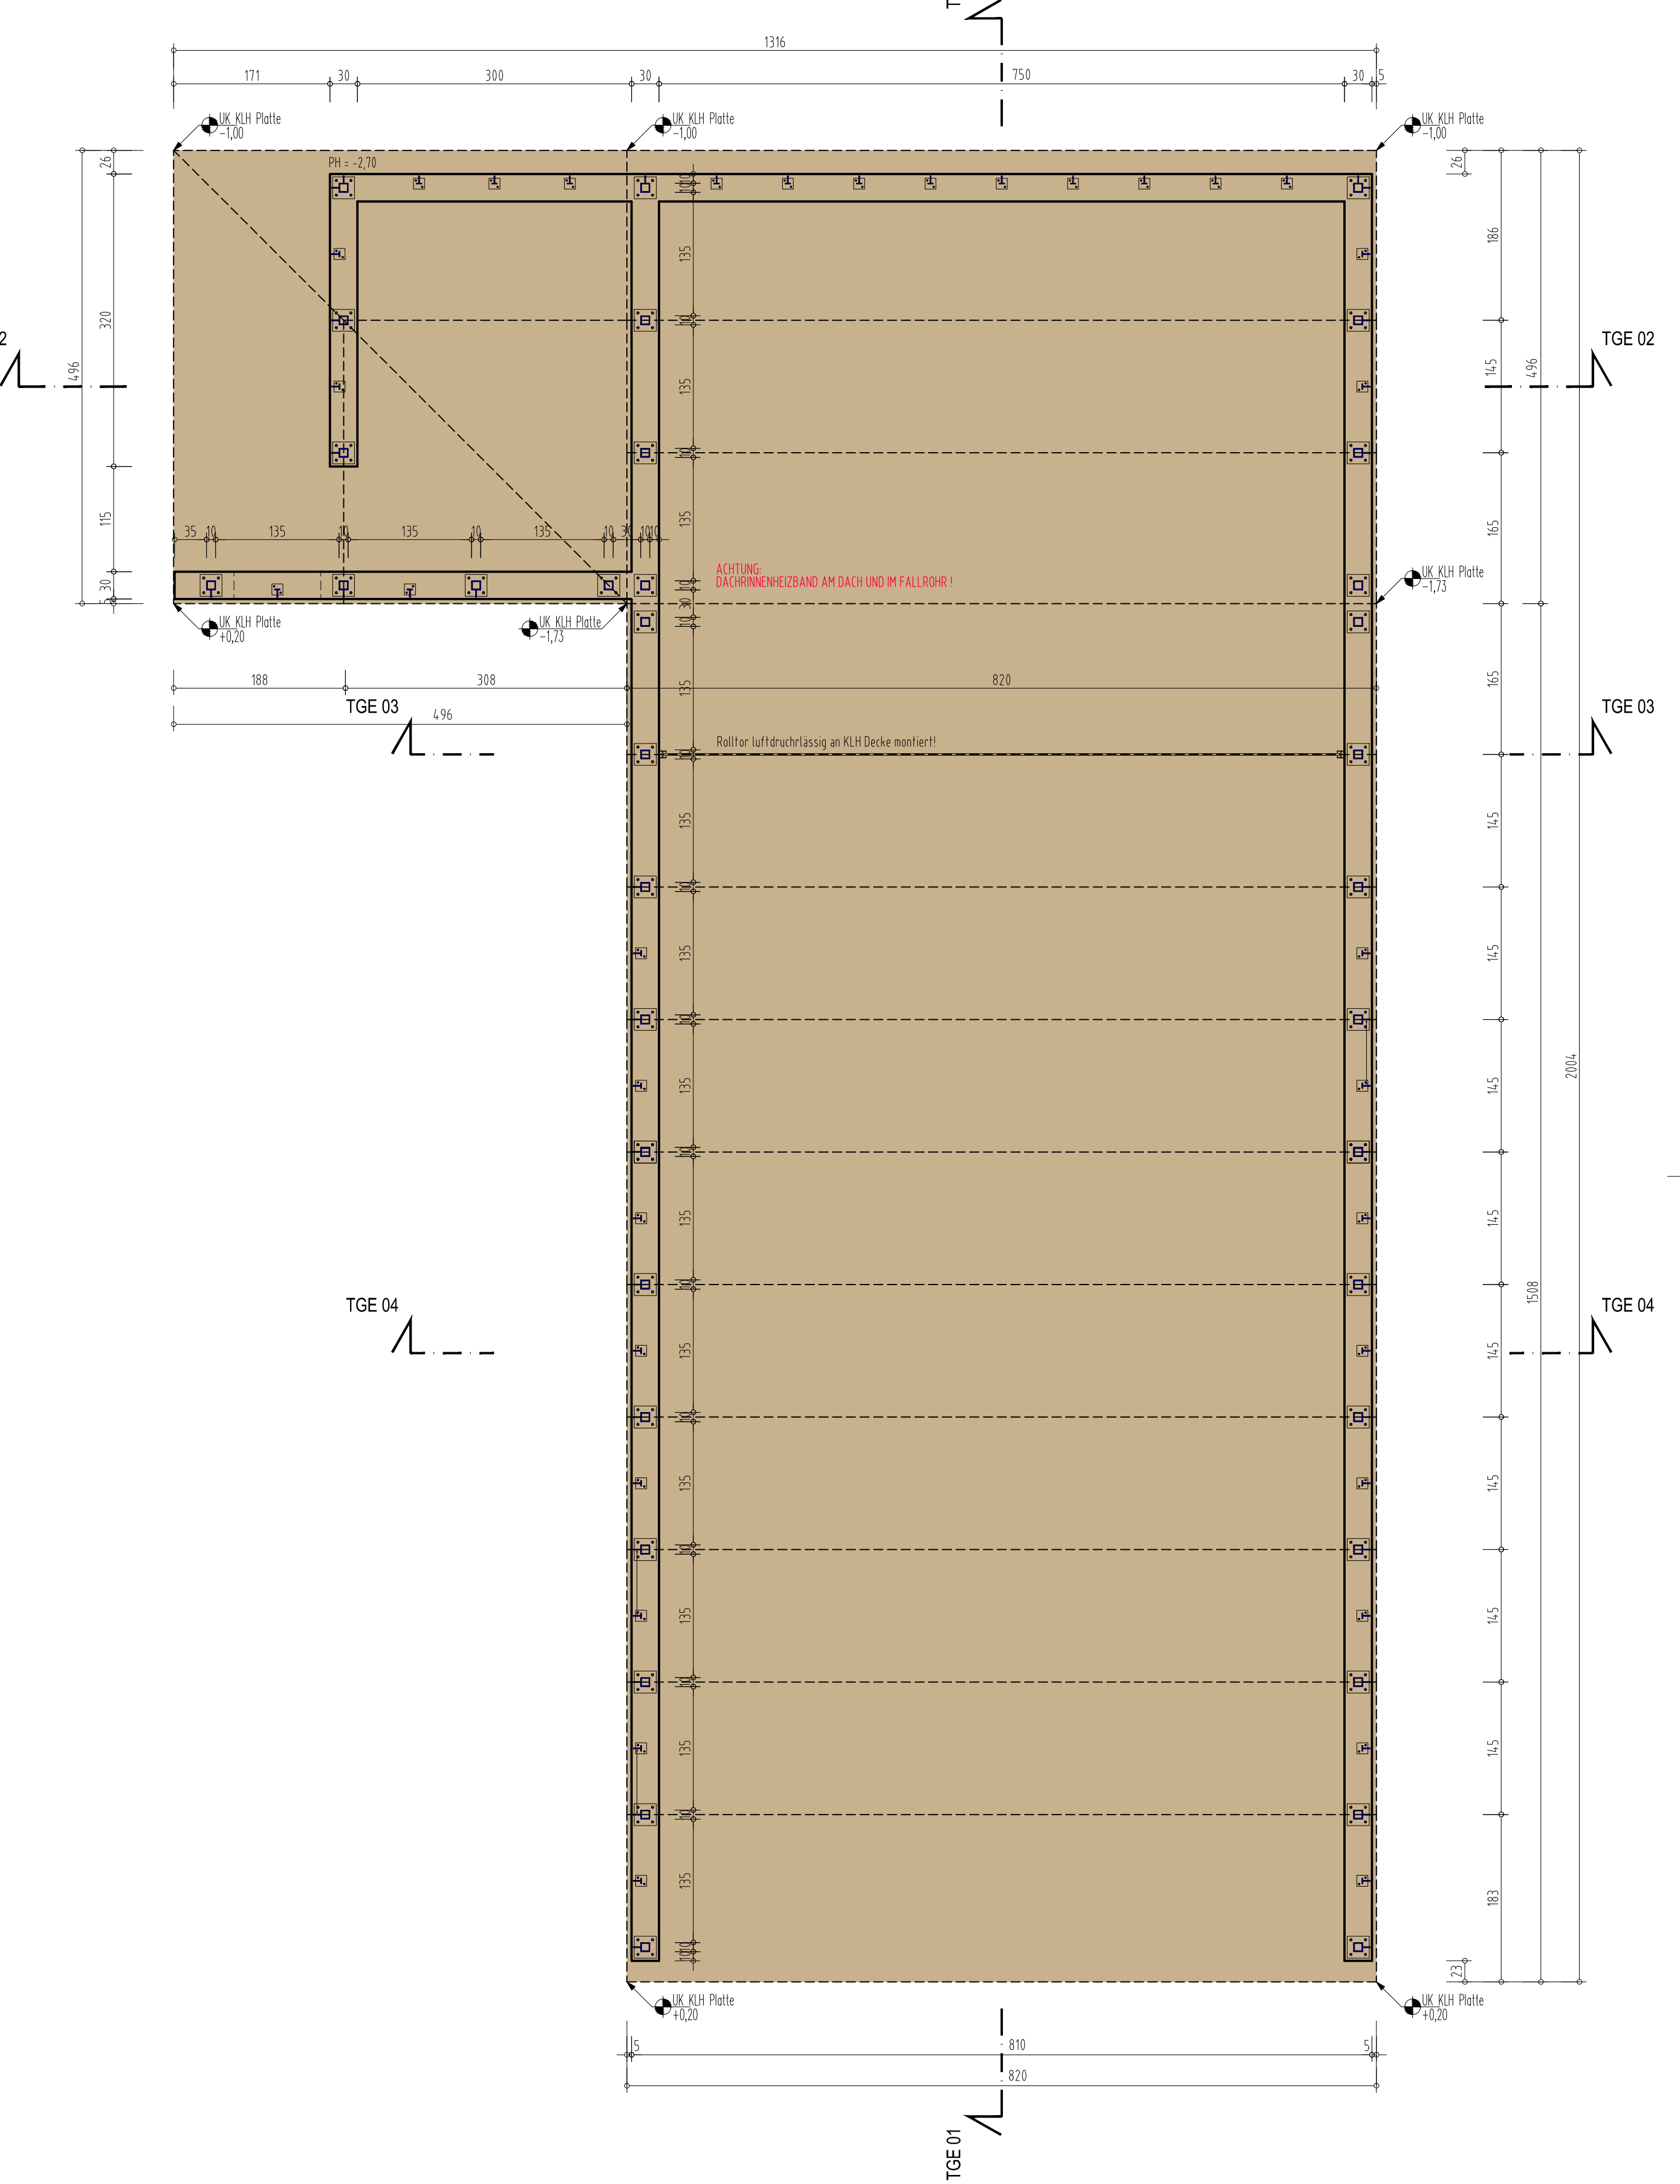 1316
171 30 300 30 750 30 5
UK KLH Platte
-1,00
UK KLH Platte
-1,00
UK KLH Platte
-1,00
PH = -2,70
26
320
496
115
30
5
26
186
145
496
165
135
135
135
TGE 02
35 10 135 10 135 10 135 10 30 10 10
ACHTUNG:
DACHRINNENHEIZBAND AM DACH UND IM FALLROHR !
UK KLH Platte
-1,73
UK KLH Platte
+0,20
UK KLH Platte
-1,73
188 308 820
496
TGE 03
TGE 03
165
135
Rolltor luftdruchrlässig an KLH Decke montiert!
135
145
135
145
135
145
2004
135
145
1508
TGE 04
TGE 04
135
145
135
145
135
145
135
145
135
183
23
UK KLH Platte
+0,20
UK KLH Platte
+0,20
5 810 5
820
TGE 01